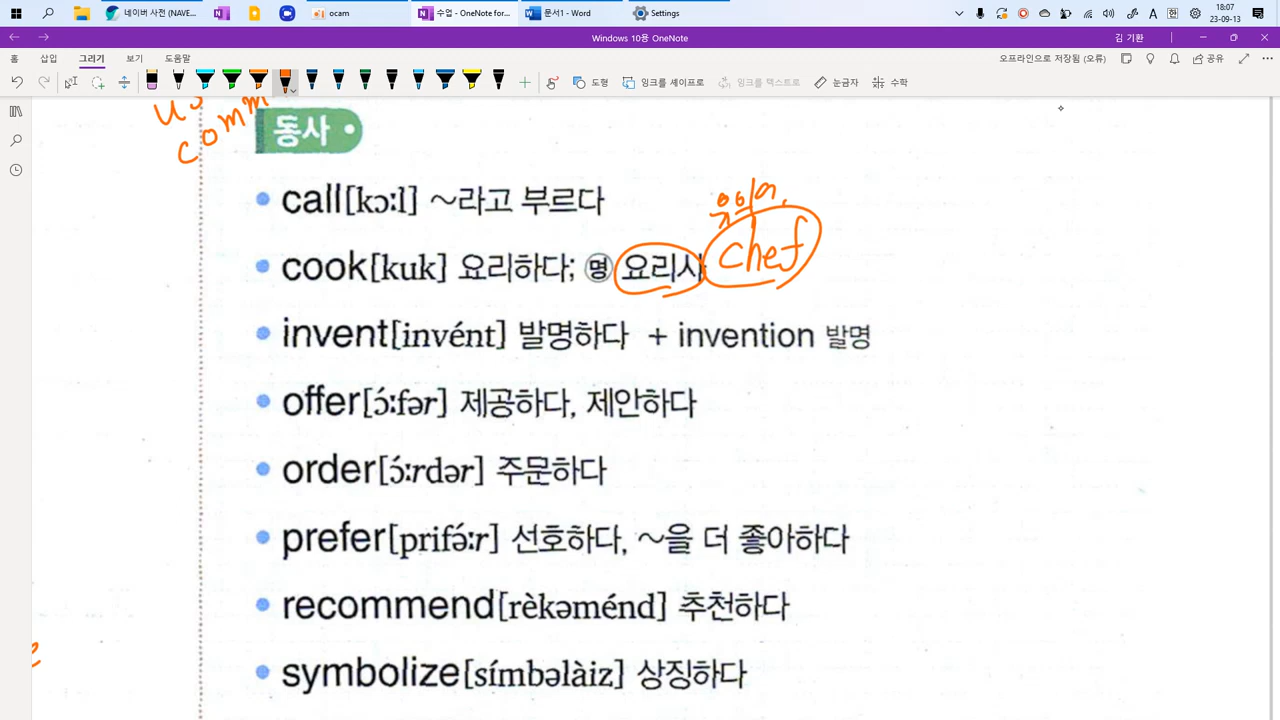 네이버 사전 (NAVE...
ocam
수업 - OneNote for...
문서1 - Word
Settings
A
한
18:07
23-09-13
Windows 10용 OneNote
김 기환
홈
삽입
그리기
보기
도움말
오프라인으로 저장됨 (오류)
공유
도형
잉크를 셰이프로
잉크를 텍스트로
눈금자
수학
comm
동사
call[kɔːl] ~라고 부르다
유의어.
cook[kuk] 요리하다; 명 요리사 chef
invent[invént] 발명하다 + invention 발명
offer[ɔ́ːfər] 제공하다, 제안하다
order[ɔ́ːrdər] 주문하다
prefer[prifə́ːr] 선호하다, ~을 더 좋아하다
recommend[rèkəménd] 추천하다
symbolize[símbəlàiz] 상징하다